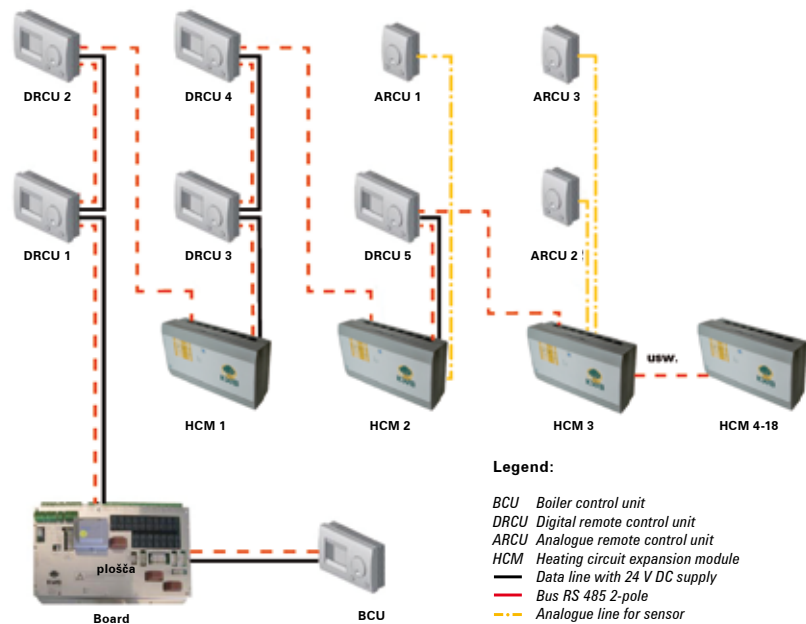 DRCU 2
DRCU 4
ARCU 1
ARCU 3
DRCU 1
DRCU 3
DRCU 5
ARCU 2
usw.
HCM 1
HCM 2
HCM 3
HCM 4-18
Legend:
BCU Boiler control unit
DRCU Digital remote control unit
ARCU Analogue remote control unit
HCM Heating circuit expansion module
Data line with 24 V DC supply
Bus RS 485 2-pole
Analogue line for sensor
plošča
Board
BCU